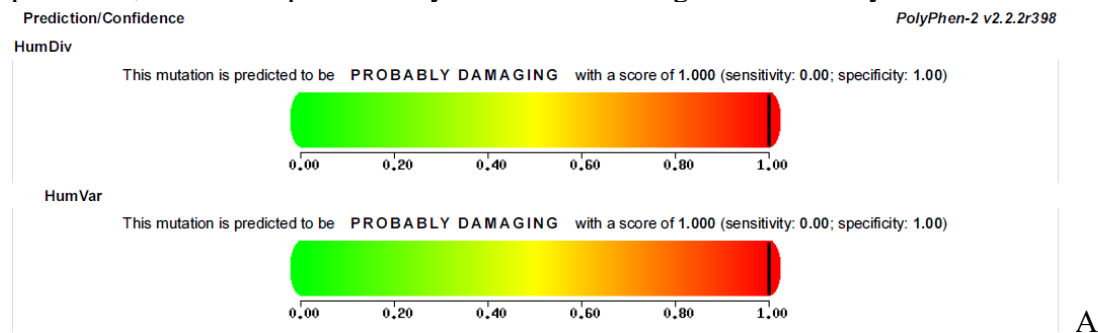 Prediction/Confidence PolyPhen-2 v2.2.2r398
HumDiv
This mutation is predicted to be PROBABLY DAMAGING with a score of 1.000 (sensitivity: 0.00; specificity: 1.00)
0.00 0.20 0.40 0.60 0.80 1.00
HumVar
This mutation is predicted to be PROBABLY DAMAGING with a score of 1.000 (sensitivity: 0.00; specificity: 1.00)
0.00 0.20 0.40 0.60 0.80 1.00
A